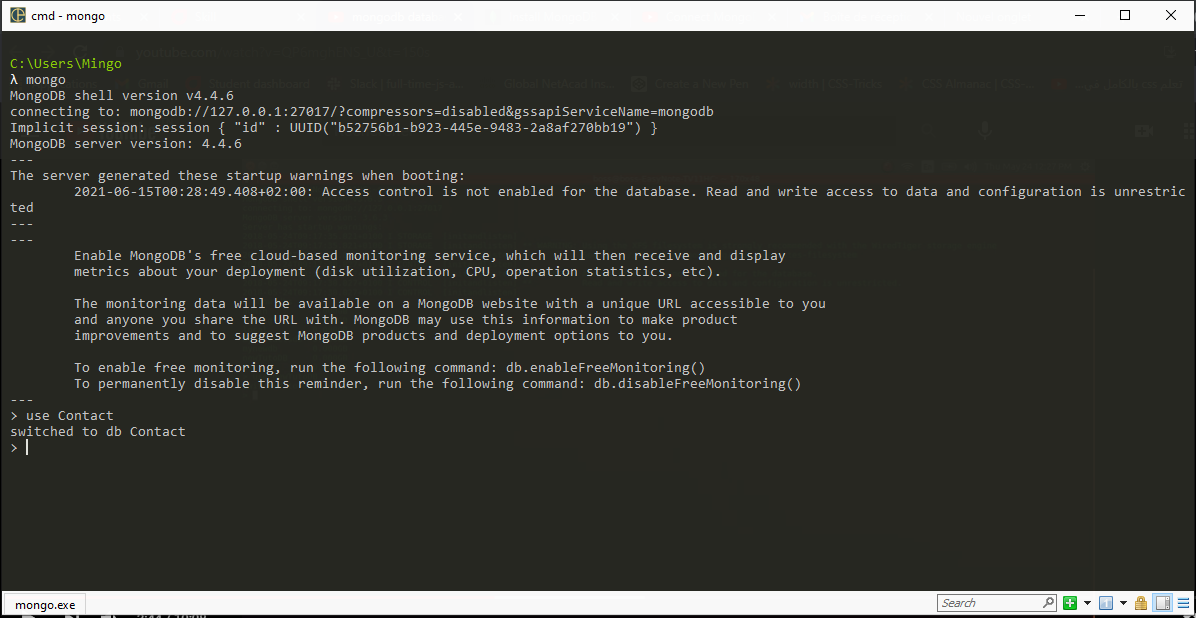 cmd - mongo
C:\Users\Mingo
λ mongo
MongoDB shell version v4.4.6
connecting to: mongodb://127.0.0.1:27017/?compressors=disabled&gssapiServiceName=mongodb
Implicit session: session { "id" : UUID("b52756b1-b923-445e-9483-2a8af270bb19") }
MongoDB server version: 4.4.6
---
The server generated these startup warnings when booting:
        2021-06-15T00:28:49.408+02:00: Access control is not enabled for the database. Read and write access to data and configuration is unrestric
ted
---
---
        Enable MongoDB's free cloud-based monitoring service, which will then receive and display
        metrics about your deployment (disk utilization, CPU, operation statistics, etc).

        The monitoring data will be available on a MongoDB website with a unique URL accessible to you
        and anyone you share the URL with. MongoDB may use this information to make product
        improvements and to suggest MongoDB products and deployment options to you.

        To enable free monitoring, run the following command: db.enableFreeMonitoring()
        To permanently disable this reminder, run the following command: db.disableFreeMonitoring()
---
> use Contact
switched to db Contact
>
mongo.exe
Search